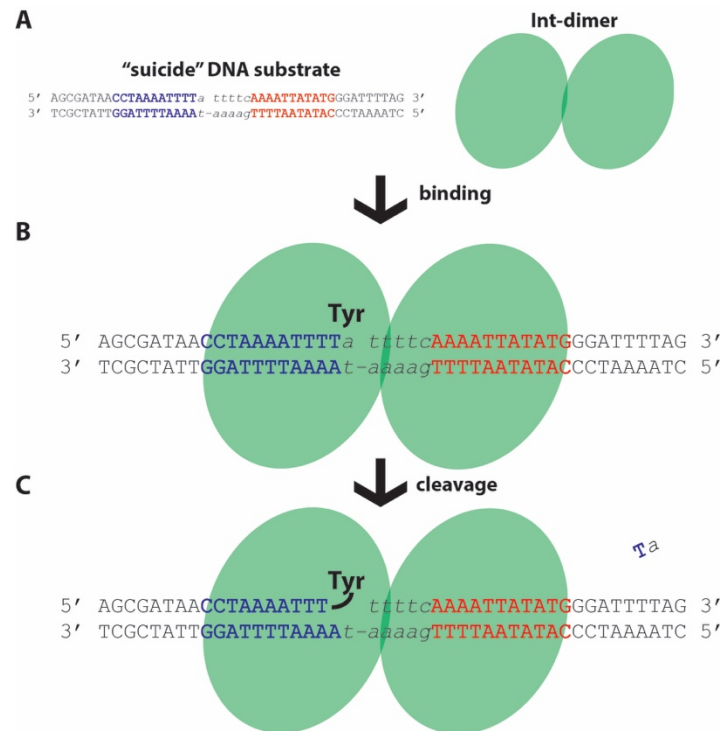 A
Int-dimer
“suicide” DNA substrate
5' AGCGATAACCTAAAATTTTa ttttcAAAATTATATGGGATTTTAG 3'
3' TCGCTATTGGATTTTAAAAt-aaaagTTTTAATATACCCTAAAATC 5'
binding
B
Tyr
5' AGCGATAACCTAAAATTTTa ttttcAAAATTATATGGGATTTTAG 3'
3' TCGCTATTGGATTTTAAAAt-aaaagTTTTAATATACCCTAAAATC 5'
cleavage
C
Ta
Tyr
5' AGCGATAACCTAAAATTT ttttcAAAATTATATGGGATTTTAG 3'
3' TCGCTATTGGATTTTAAAAt-aaaagTTTTAATATACCCTAAAATC 5'